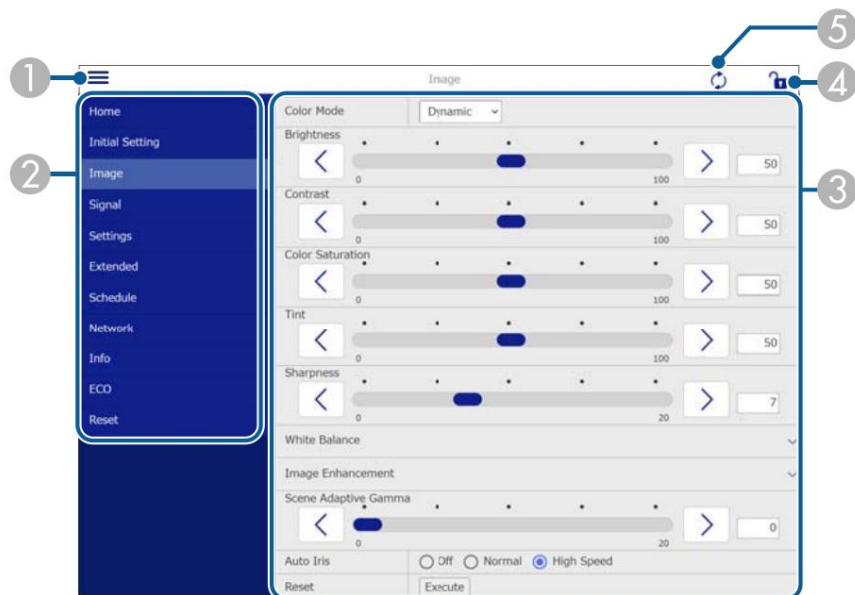 5
1
Image
4
Home
Initial Setting
2
Image
Signal
Settings
Extended
Schedule
Network
Info
ECO
Reset
Color Mode
Dynamic
Brightness
0
100
50
3
Contrast
0
100
50
Color Saturation
0
100
50
Tint
0
100
50
Sharpness
0
20
7
White Balance
Image Enhancement
Scene Adaptive Gamma
0
20
0
Auto Iris
Off Normal High Speed
Reset
Execute